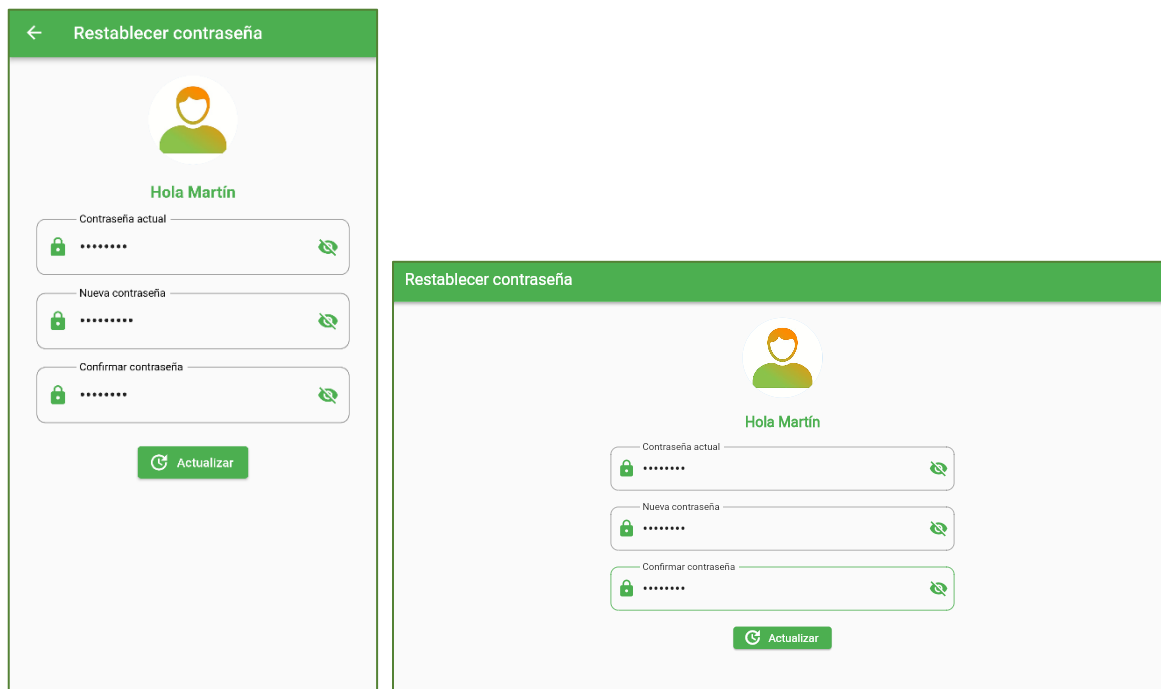 Restablecer contraseña
Hola Martín
Contraseña actual
••••••••
Nueva contraseña
•••••••••
Confirmar contraseña
••••••••
Actualizar
Restablecer contraseña
Hola Martín
Contraseña actual
••••••••
Nueva contraseña
••••••••
Confirmar contraseña
••••••••
Actualizar